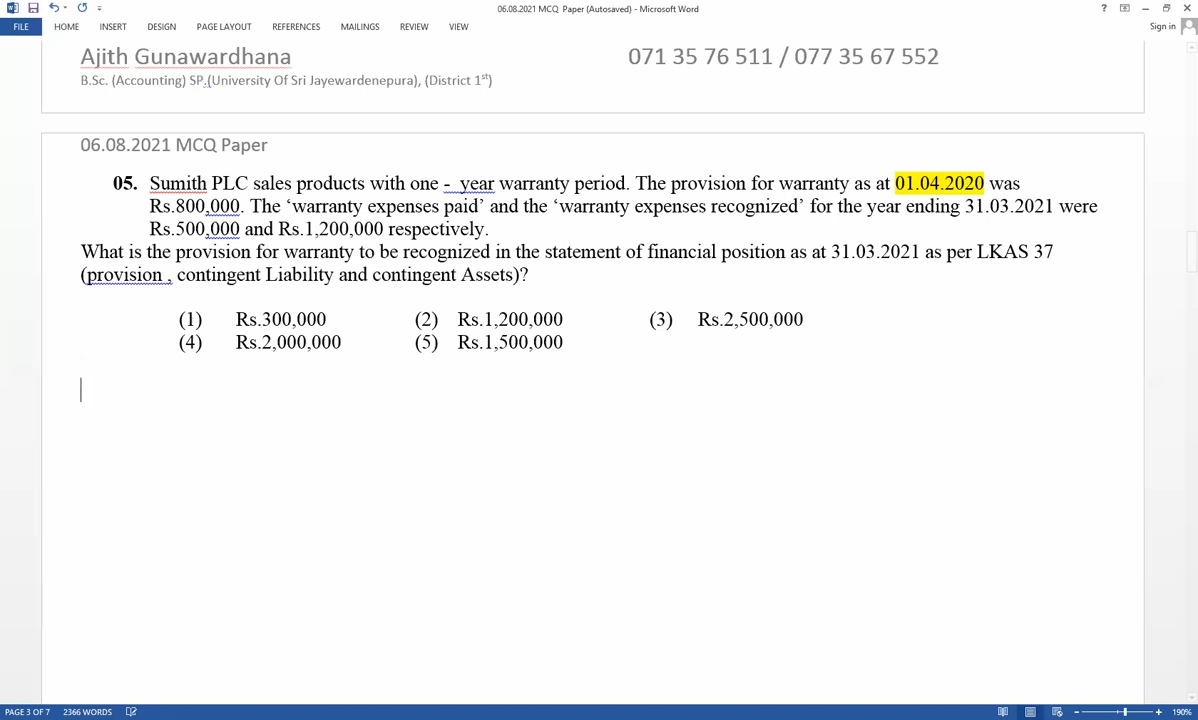 06.08.2021 MCQ Paper (Autosaved) - Microsoft Word
FILE HOME INSERT DESIGN PAGE LAYOUT REFERENCES MAILINGS REVIEW VIEW Sign in
Ajith Gunawardhana 071 35 76 511 / 077 35 67 552
B.Sc. (Accounting) SP.(University Of Sri Jayewardenepura), (District 1st)
06.08.2021 MCQ Paper
05. Sumith PLC sales products with one - year warranty period. The provision for warranty as at 01.04.2020 was
Rs.800,000. The ‘warranty expenses paid’ and the ‘warranty expenses recognized’ for the year ending 31.03.2021 were
Rs.500,000 and Rs.1,200,000 respectively.
What is the provision for warranty to be recognized in the statement of financial position as at 31.03.2021 as per LKAS 37
(provision , contingent Liability and contingent Assets)?
(1) Rs.300,000 (2) Rs.1,200,000 (3) Rs.2,500,000
(4) Rs.2,000,000 (5) Rs.1,500,000
PAGE 3 OF 7 2366 WORDS 190%